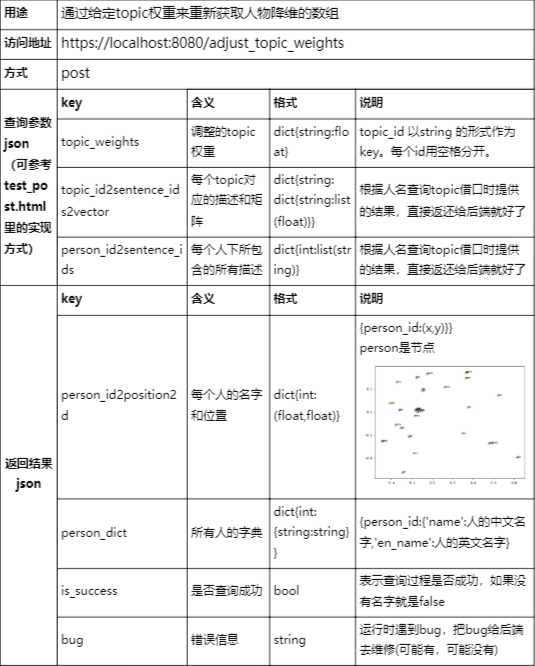 用途
通过给定topic权重来重新获取人物降维的数组
访问地址
https://localhost:8080/adjust_topic_weights
方式
post
查询参数
json
（可参考
test_po
st.html
里的实现
方式)
key
含义
格式
说明
topic_weights
调整的topic
权重
dict{string:flo
at}
topic_id 以string 的形式作为
key。每个id用空格分开。
topic_id2sentence_id
s2vector
每个topic对
应的描述和矩
阵
dict{string:
dict{string:list
(float)}}
根据人名查询topic借口时提供
的结果，直接返还给后端就好了
person_id2sentence_i
ds
每个人下所包
含的所有描述
dict{int:list(str
ing)}
根据人名查询topic借口时提供
的结果，直接返还给后端就好了
返回结果
json
key
含义
格式
说明
person_id2position2
d
每个人的名字
和位置
dict{int:
(float,float)}
{person_id:(x,y)}}
person是节点
person_dict
所有人的字典
dict{int:
{string:string}
}
{person_id:{'name':人的中文名
字,'en_name':人的英文名字}
is_success
是否查询成功
bool
表示查询过程是否成功，如果没
有名字就是false
bug
错误信息
string
运行时遇到bug，把bug给后端
去维修(可能有，可能没有)